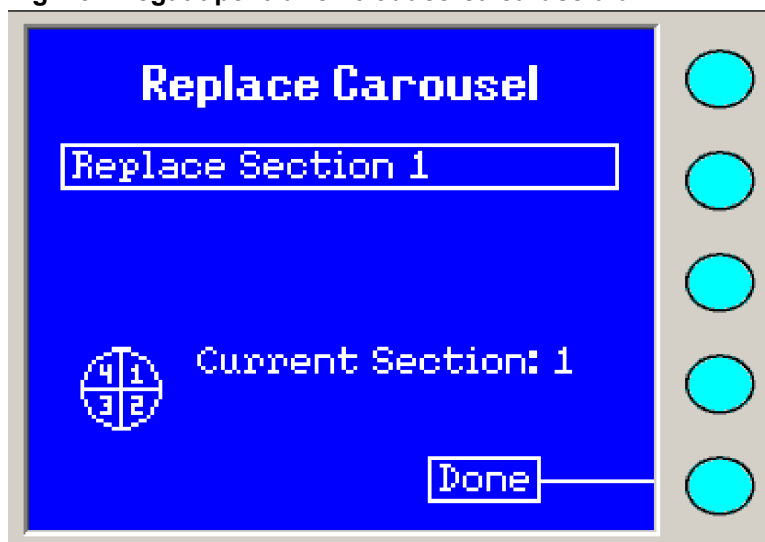 Replace Carousel
Replace Section 1
Current Section: 1
4 1
3 2
Done